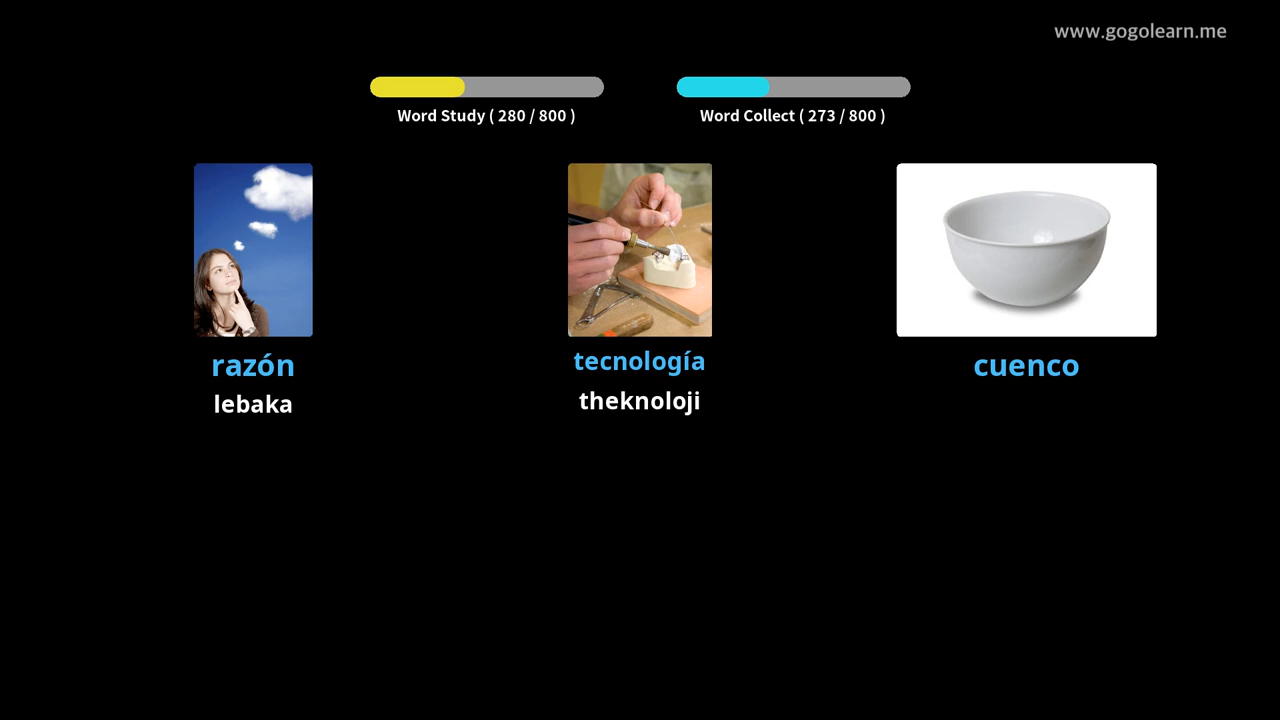 www.gogolearn.me
Word Study ( 280 / 800 )
Word Collect ( 273 / 800 )
razón
lebaka
tecnología
theknoloji
cuenco